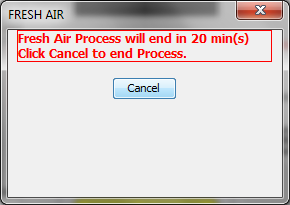 FRESH AIR
Fresh Air Process will end in 20 min(s)
Click Cancel to end Process.
Cancel